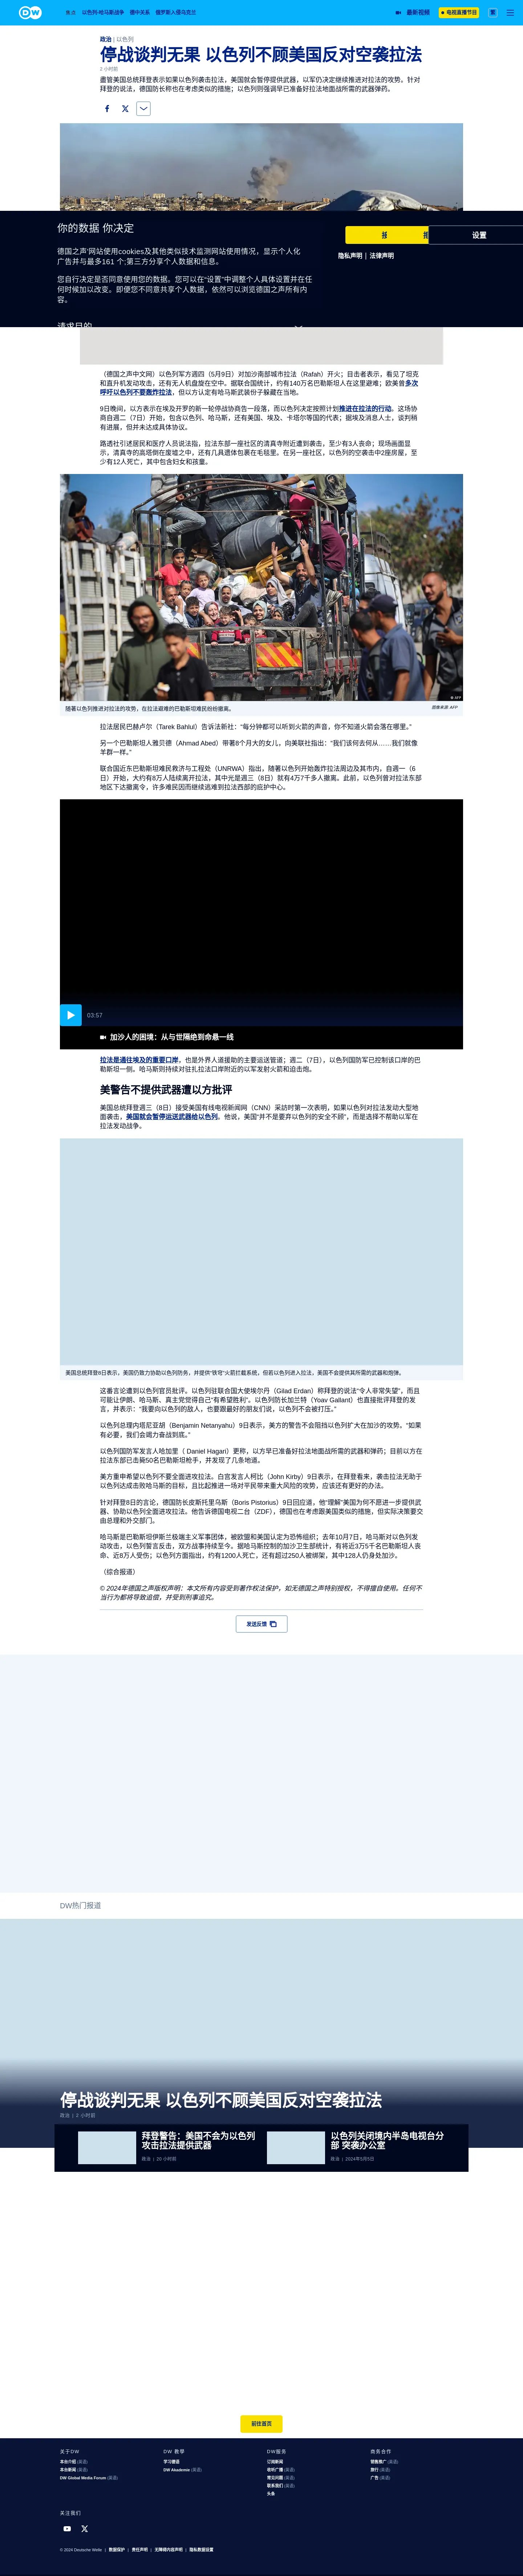 DW
焦点 以色列-哈马斯战争 德中关系 俄罗斯入侵乌克兰
最新视频
电视直播节目
繁
政治 | 以色列
停战谈判无果 以色列不顾美国反对空袭拉法
2 小时前
盡管美国总统拜登表示如果以色列袭击拉法，美国就会暂停提供武器，以军仍决定继续推进对拉法的攻势。针对
拜登的说法，德国防长称也在考虑类似的措施；以色列则强调早已准备好拉法地面战所需的武器弹药。
你的数据 你决定
德国之声'网站使用cookies及其他类似技术监测网站使用情况，显示个人化
广告并与最多161 个;第三方分享个人数据和信息。
您自行决定是否同意使用您的数据。您可以在“设置”中调整个人具体设置并在任
何时候加以改变。即便您不同意共享个人数据，依然可以浏览德国之声所有内
容。
请求目的
设置
隐私声明 | 法律声明
（德国之声中文网）以色列军方週四（5月9日）对加沙南部城市拉法（Rafah）开火；目击者表示，看见了坦克
和直升机发动攻击，还有无人机盘旋在空中。据联合国统计，约有140万名巴勒斯坦人在这里避难；欧美曾多次
呼吁以色列不要轰炸拉法，但以方认定有哈马斯武装份子躲藏在当地。
9日晚间，以方表示在埃及开罗的新一轮停战协商告一段落，而以色列决定按照计划推进在拉法的行动。这场协
商自週二（7日）开始，包含以色列、哈马斯，还有美国、埃及、卡塔尔等国的代表；据埃及消息人士，谈判稍
有进展，但并未达成具体协议。
路透社引述居民和医疗人员说法指，拉法东部一座社区的清真寺附近遭到袭击，至少有3人丧命；现场画面显
示，清真寺的高塔倒在废墟之中，还有几具遗体包裹在毛毯里。在另一座社区，以色列的空袭击中2座房屋，至
少有12人死亡，其中包含妇女和孩童。
© AFP
随著以色列推进对拉法的攻势，在拉法避难的巴勒斯坦难民纷纷撤离。
图像来源: AFP
拉法居民巴赫卢尔（Tarek Bahlul）告诉法新社：“每分钟都可以听到火箭的声音，你不知道火箭会落在哪里。”
另一个巴勒斯坦人雅贝德（Ahmad Abed）带著8个月大的女儿，向美联社指出：“我们该何去何从……我们就像
羊群一样。”
联合国近东巴勒斯坦难民救济与工程处（UNRWA）指出，随著以色列开始轰炸拉法周边及其市内，自週一（6
日）开始，大约有8万人陆续离开拉法，其中光是週三（8日）就有4万7千多人撤离。此前，以色列曾对拉法东部
地区下达撤离令，许多难民因而继续逃难到拉法西部的庇护中心。
03:57
加沙人的困境：从与世隔绝到命悬一线
拉法是通往埃及的重要口岸，也是外界人道援助的主要运送管道；週二（7日），以色列国防军已控制该口岸的巴
勒斯坦一侧。哈马斯则持续对驻扎拉法口岸附近的以军发射火箭和迫击炮。
美警告不提供武器遭以方批评
美国总统拜登週三（8日）接受美国有线电视新闻网（CNN）采訪时第一次表明，如果以色列对拉法发动大型地
面袭击，美国就会暂停运送武器给以色列。他说，美国“并不是要弃以色列的安全不顾”，而是选择不帮助以军在
拉法发动战争。
美国总统拜登8日表示，美国仍致力协助以色列防务，并提供“铁穹”火箭拦截系统，但若以色列进入拉法，美国不会提供其所需的武器和炮弹。
这番言论遭到以色列官员批评。以色列驻联合国大使埃尔丹（Gilad Erdan）称拜登的说法“令人非常失望”，而且
可能让伊朗、哈马斯、真主党觉得自己“有希望胜利”。以色列防长加兰特（Yoav Gallant）也直接批评拜登的发
言，并表示：“我要向以色列的敌人，也要跟最好的朋友们说，以色列不会被打压。”
以色列总理内塔尼亚胡（Benjamin Netanyahu）9日表示，美方的警告不会阻挡以色列扩大在加沙的攻势。“如果
有必要，我们会竭力奋战到底。”
以色列国防军发言人哈加里（ Daniel Hagari）更称，以方早已准备好拉法地面战所需的武器和弹药；目前以方在
拉法东部已击毙50名巴勒斯坦枪手，并发现了几条地道。
美方重申希望以色列不要全面进攻拉法。白宫发言人柯比（John Kirby）9日表示，在拜登看来，袭击拉法无助于
以色列达成击败哈马斯的目标，且比起推进一场对平民带来重大风险的攻势，应该还有更好的办法。
针对拜登8日的言论，德国防长皮斯托里乌斯（Boris Pistorius）9日回应道，他“理解”美国为何不愿进一步提供武
器、协助以色列全面进攻拉法。他告诉德国电视二台（ZDF），德国也在考虑跟美国类似的措施，但实际决策要交
由总理和外交部门。
哈马斯是巴勒斯坦伊斯兰极端主义军事团体，被欧盟和美国认定为恐怖组织；去年10月7日，哈马斯对以色列发
动攻击，以色列誓言反击，双方战事持续至今。据哈马斯控制的加沙卫生部统计，有将近3万5千名巴勒斯坦人丧
命、近8万人受伤；以色列方面指出，约有1200人死亡，还有超过250人被绑架，其中128人仍身处加沙。
（综合报道）
© 2024年德国之声版权声明：本文所有内容受到著作权法保护，如无德国之声特别授权，不得擅自使用。任何不
当行为都将导致追偿，并受到刑事追究。
发送反馈
DW热门报道
停战谈判无果 以色列不顾美国反对空袭拉法
政治 | 2 小时前
拜登警告：美国不会为以色列
攻击拉法提供武器
政治 | 20 小时前
以色列关闭境内半岛电视台分
部 突袭办公室
政治 | 2024年5月5日
前往首页
关于DW
本台介绍 (英语)
本台新闻 (英语)
DW Global Media Forum (英语)
DW 教學
学习德语
DW Akademie (英语)
DW服务
订阅新闻
收听广播 (英语)
常见问题 (英语)
联系我们 (英语)
头条
商务合作
销售推广 (英语)
旅行 (英语)
广告 (英语)
关注我们
© 2024 Deutsche Welle | 数据保护 | 责任声明 | 无障碍内容声明 | 隐私数据设置